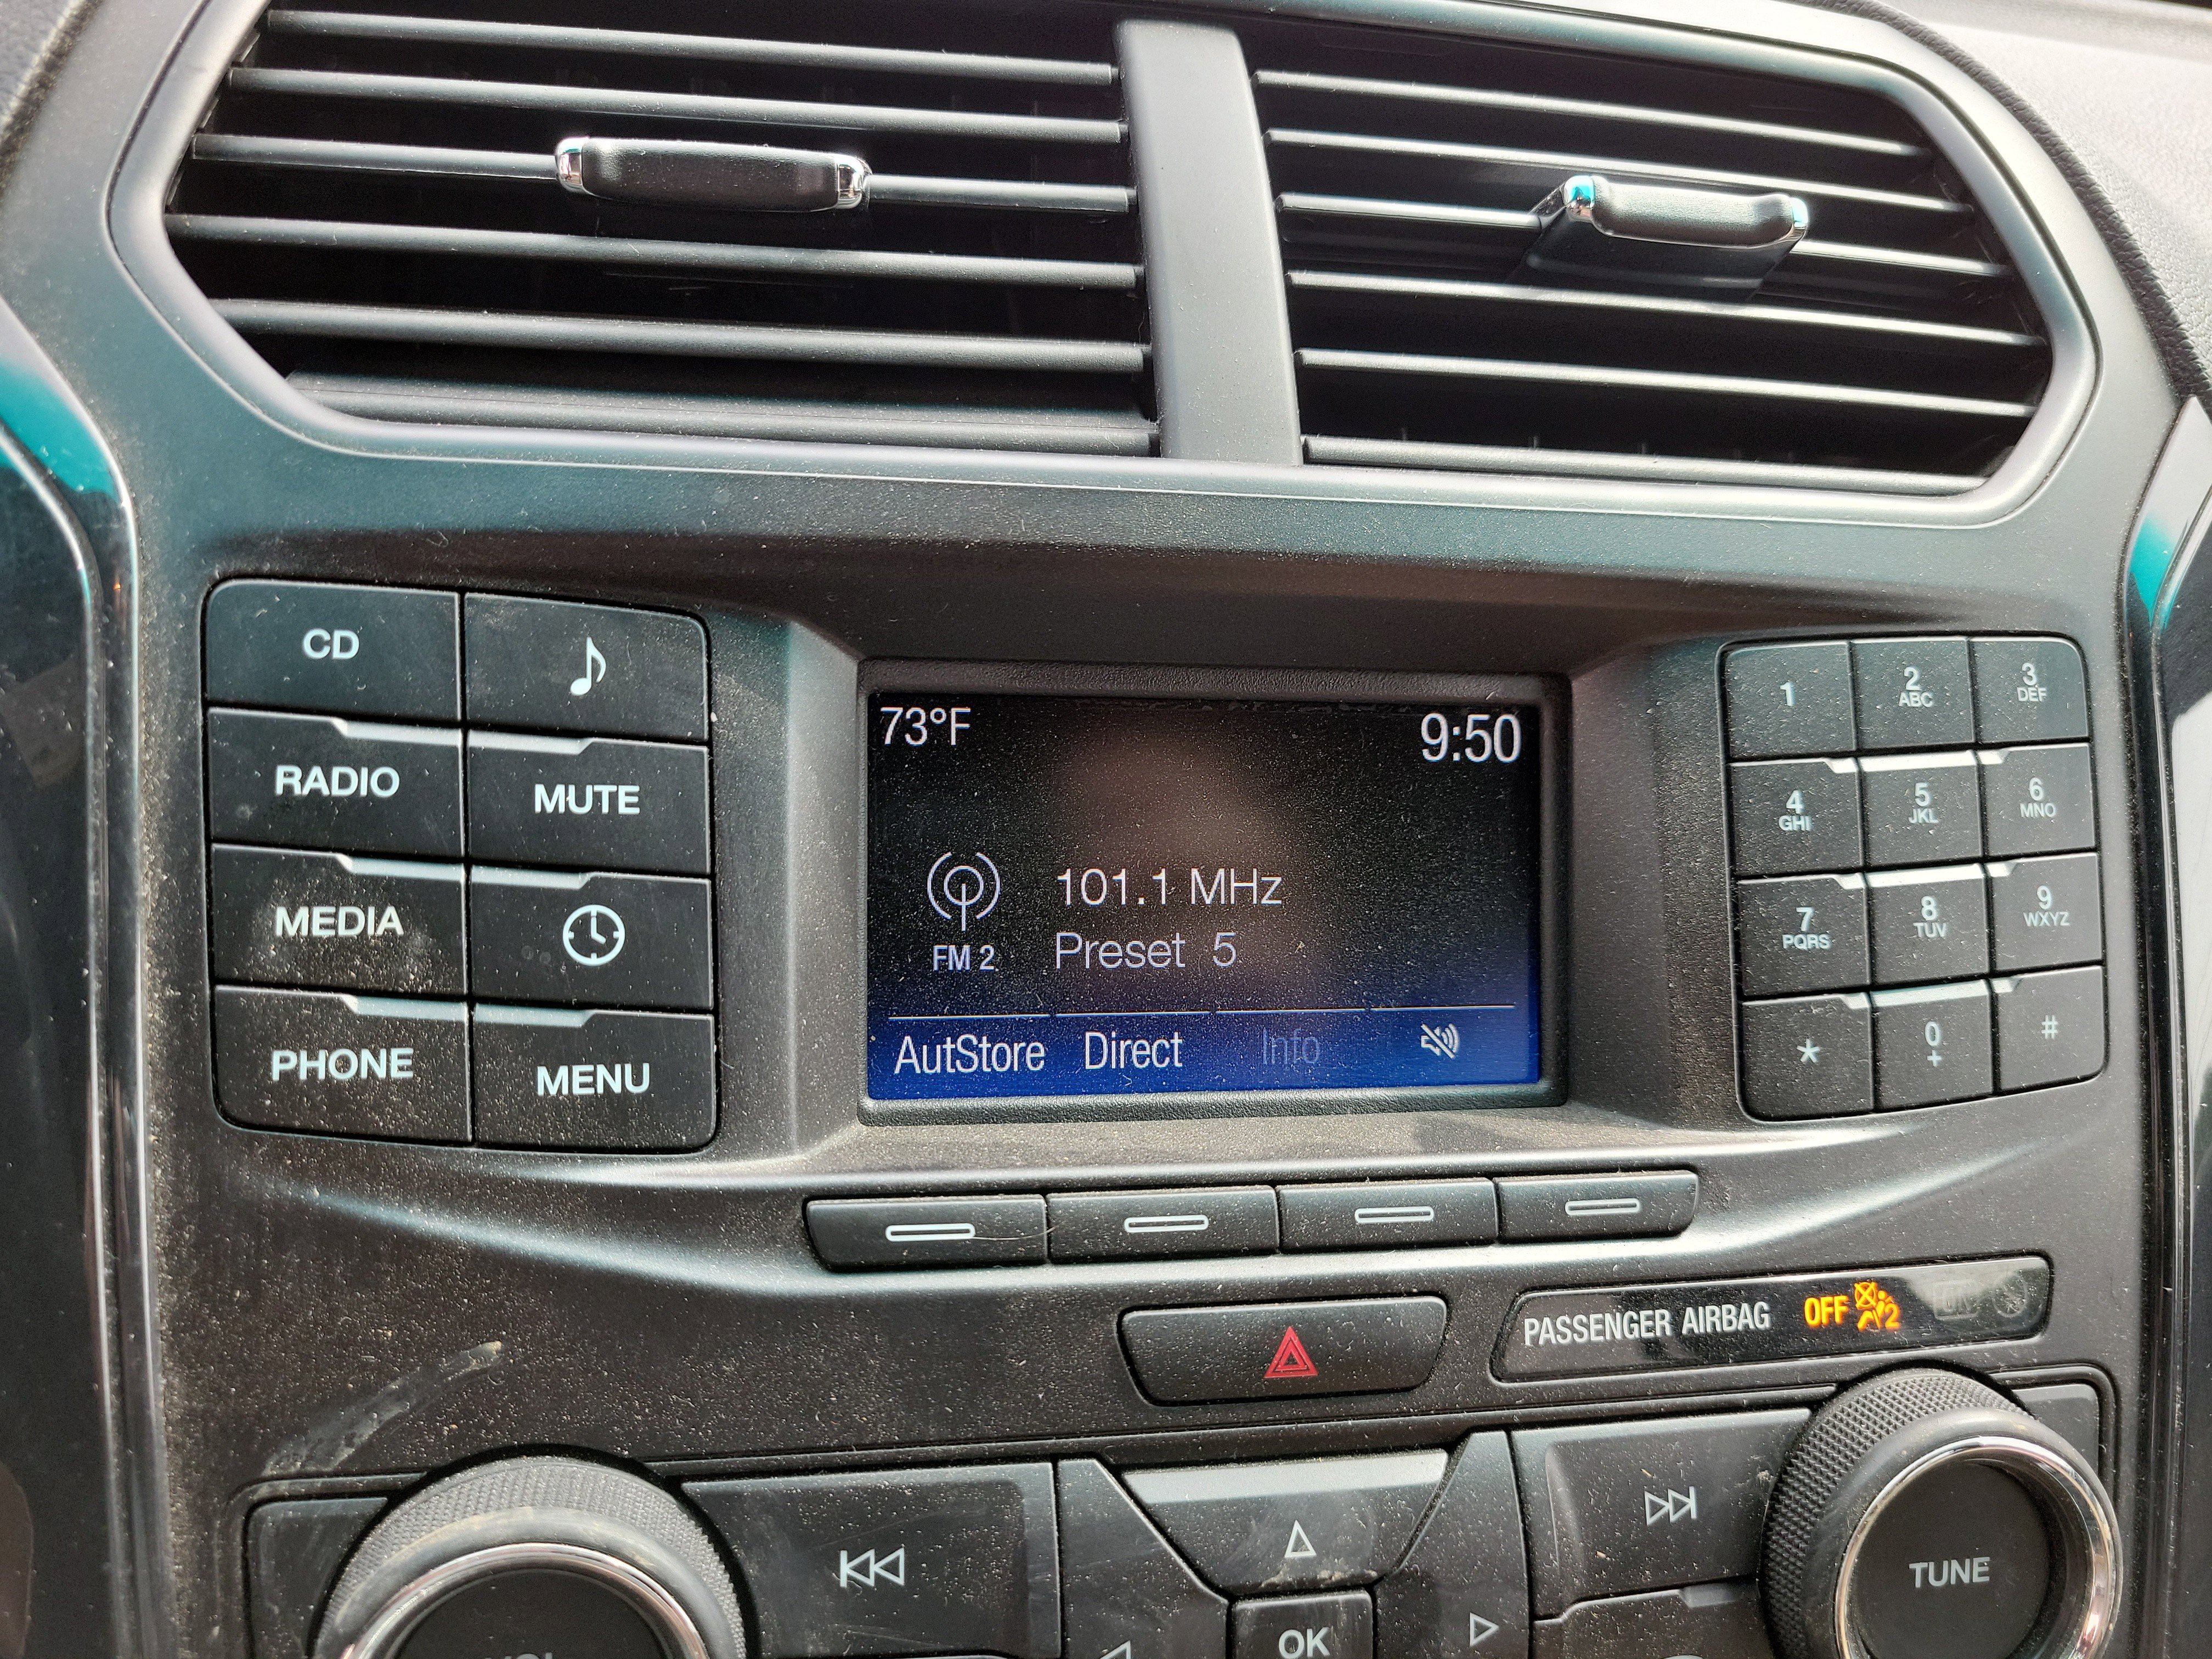 CD
RADIO
MUTE
MEDIA
PHONE
MENU
73°F
9:50
101.1 MHz
FM 2
Preset 5
AutStore Direct Info
1
2
ABC
3
DEF
4
GHI
5
JKL
6
MNO
7
PQRS
8
TUV
9
WXYZ
*
0
+
#
PASSENGER AIRBAG OFF 2
OK
TUNE